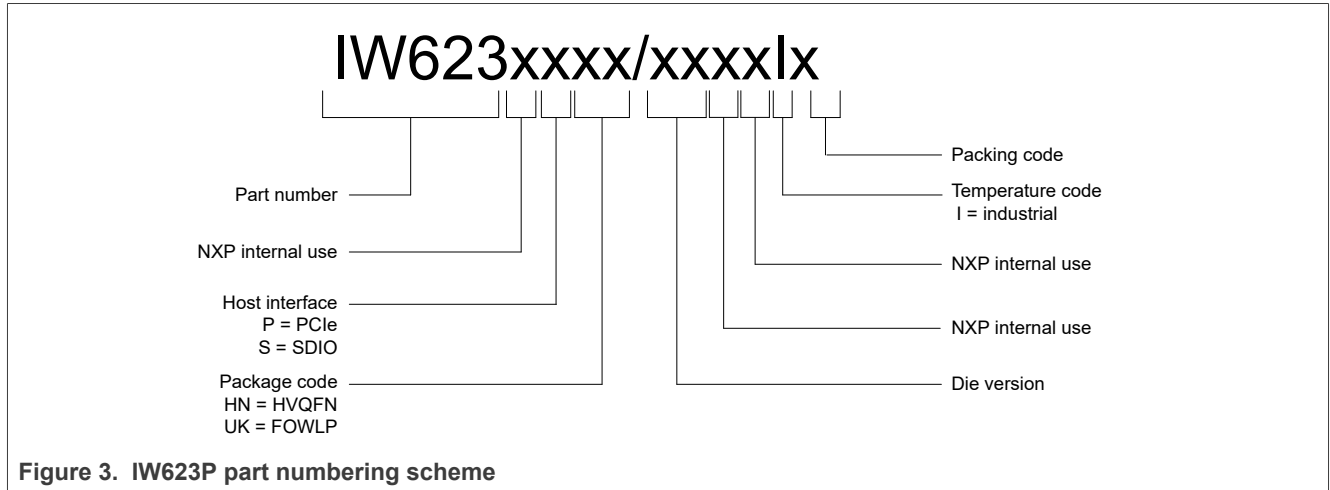 IW623xxxx/xxxxIx
Part number
NXP internal use
Host interface
P = PCIe
S = SDIO
Package code
HN = HVQFN
UK = FOWLP
Packing code
Temperature code
I = industrial
NXP internal use
NXP internal use
Die version
Figure 3. IW623P part numbering scheme